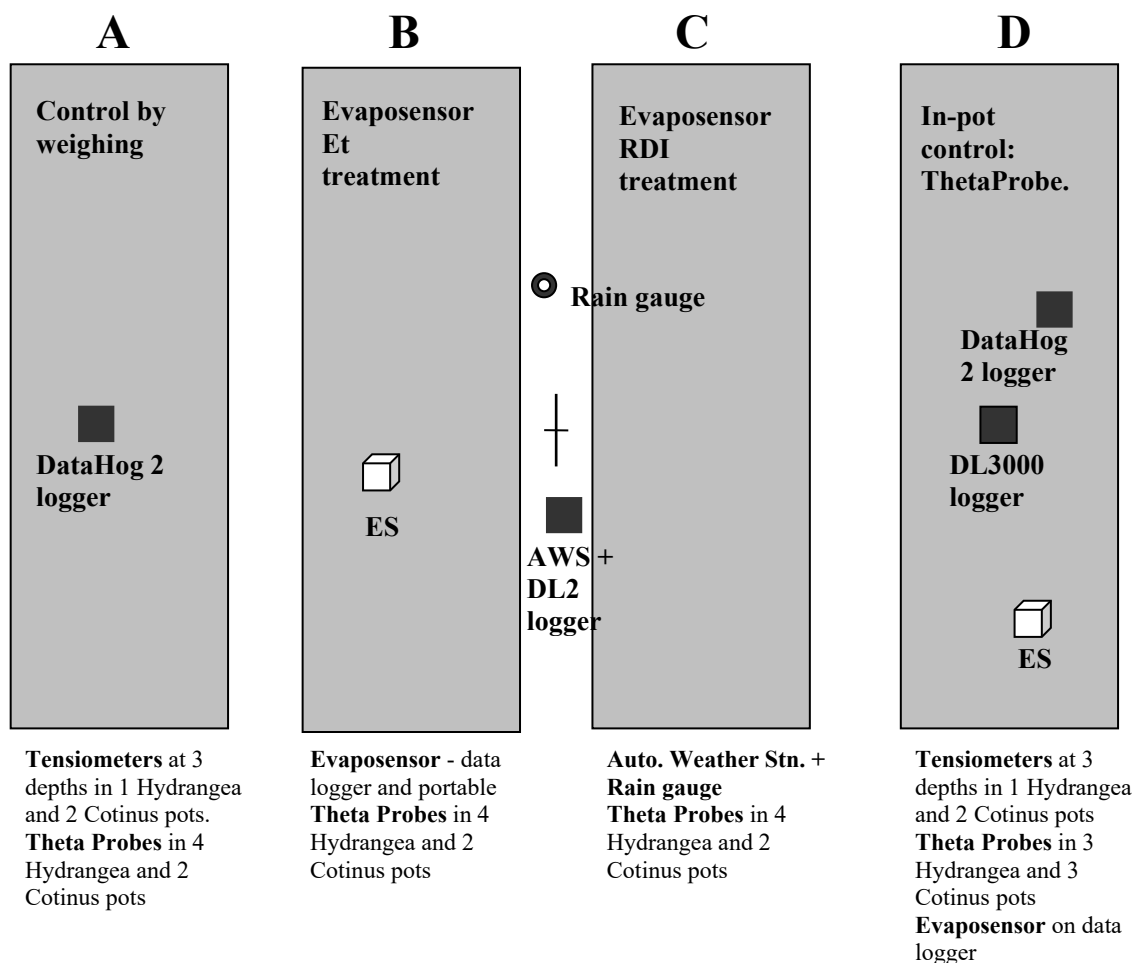 A
B
C
D
Control by
weighing
Evaposensor
Et
treatment
Evaposensor
RDI
treatment
In-pot
control:
ThetaProbe.
Rain gauge
DataHog
2 logger
DataHog 2
logger
DL3000
logger
ES
AWS +
DL2
logger
ES
Tensiometers at 3
depths in 1 Hydrangea
and 2 Cotinus pots.
Theta Probes in 4
Hydrangea and 2
Cotinus pots
Evaposensor - data
logger and portable
Theta Probes in 4
Hydrangea and 2
Cotinus pots
Auto. Weather Stn. +
Rain gauge
Theta Probes in 4
Hydrangea and 2
Cotinus pots
Tensiometers at 3
depths in 1 Hydrangea
and 2 Cotinus pots
Theta Probes in 3
Hydrangea and 3
Cotinus pots
Evaposensor on data
logger